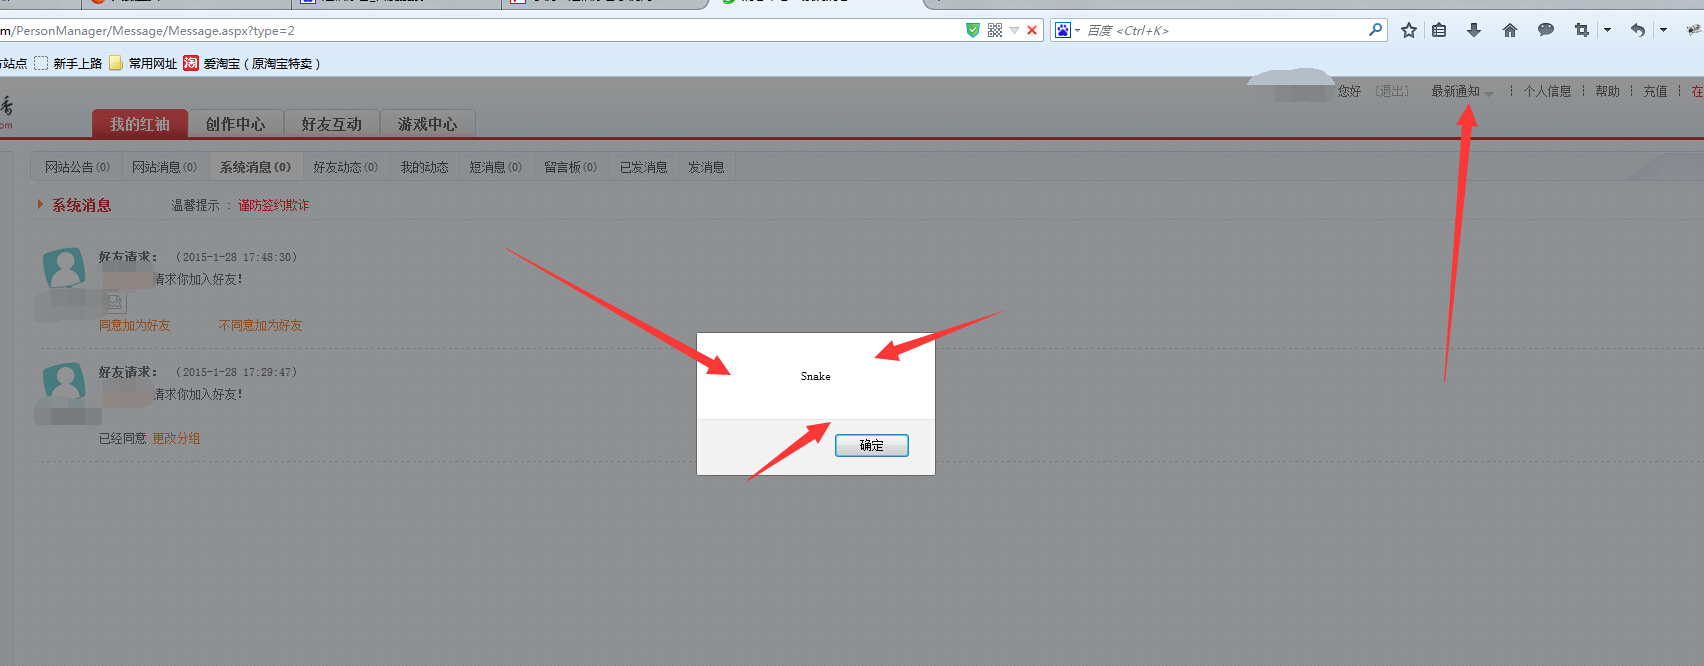 m/PersonManager/Message/Message.aspx?type=2
百度 <Ctrl+K>
站点 新手上路 常用网址 淘 爱淘宝（原淘宝特卖）
您好 [退出] 最新通知 个人信息 帮助 充值 在
香
om
我的红袖 创作中心 好友互动 游戏中心
网站公告(0) 网站消息(0) 系统消息(0) 好友动态(0) 我的动态 短消息(0) 留言板(0) 已发消息 发消息
系统消息 温馨提示 ： 谨防签约欺诈
好友请求： （2015-1-28 17:48:30）
请求你加入好友！
同意加为好友 不同意加为好友
好友请求： （2015-1-28 17:29:47）
请求你加入好友！
已经同意 更改分组
Snake
确定